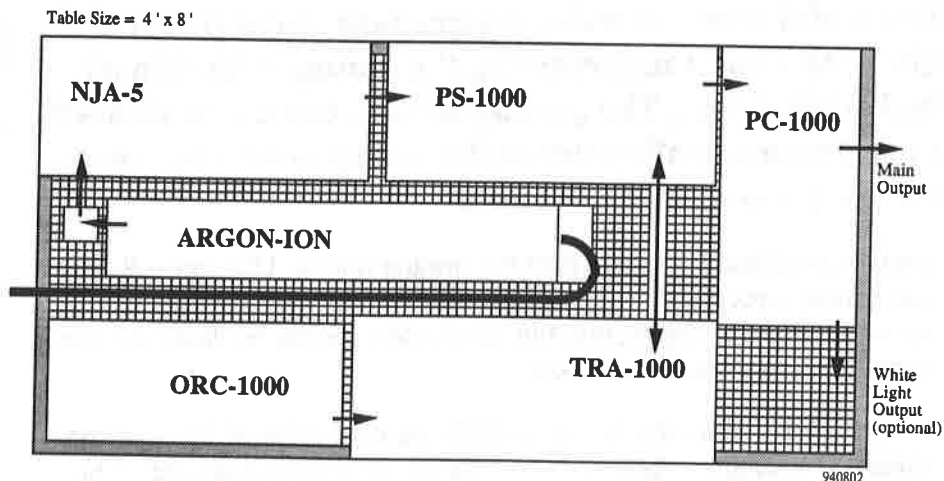 Table Size = 4 ' x 8 '
NJA-5
PS-1000
PC-1000
Main
Output
ARGON-ION
ORC-1000
TRA-1000
White
Light
Output
(optional)
940802